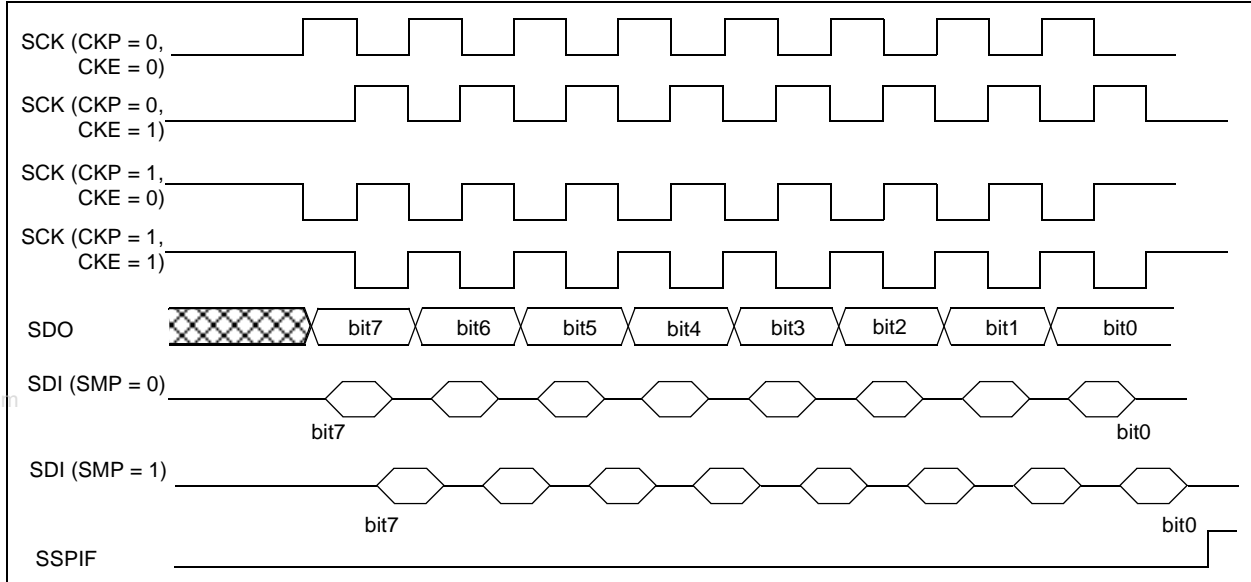 SCK (CKP = 0,
CKE = 0)
SCK (CKP = 0,
CKE = 1)
SCK (CKP = 1,
CKE = 0)
SCK (CKP = 1,
CKE = 1)
SDO bit7 bit6 bit5 bit4 bit3 bit2 bit1 bit0
SDI (SMP = 0)
m
bit7 bit0
SDI (SMP = 1)
bit7 bit0
SSPIF